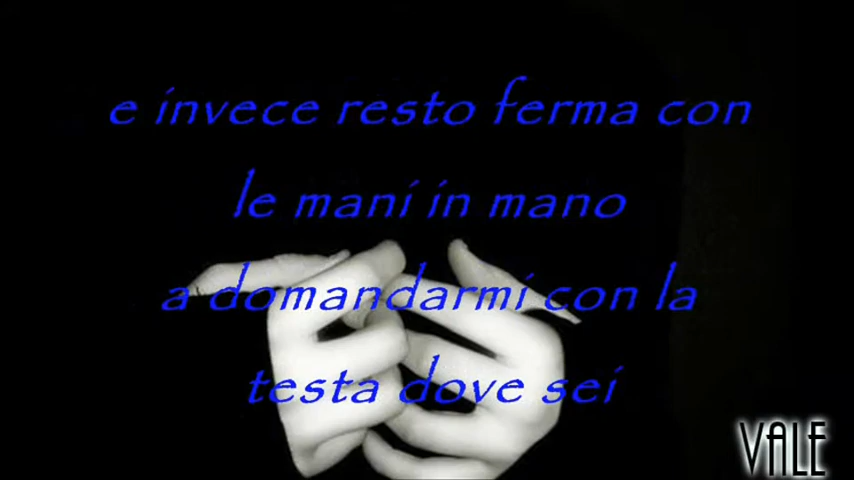 e invece resto ferma con
le mani in mano
a domandarmi con la
testa dove sei
VALE